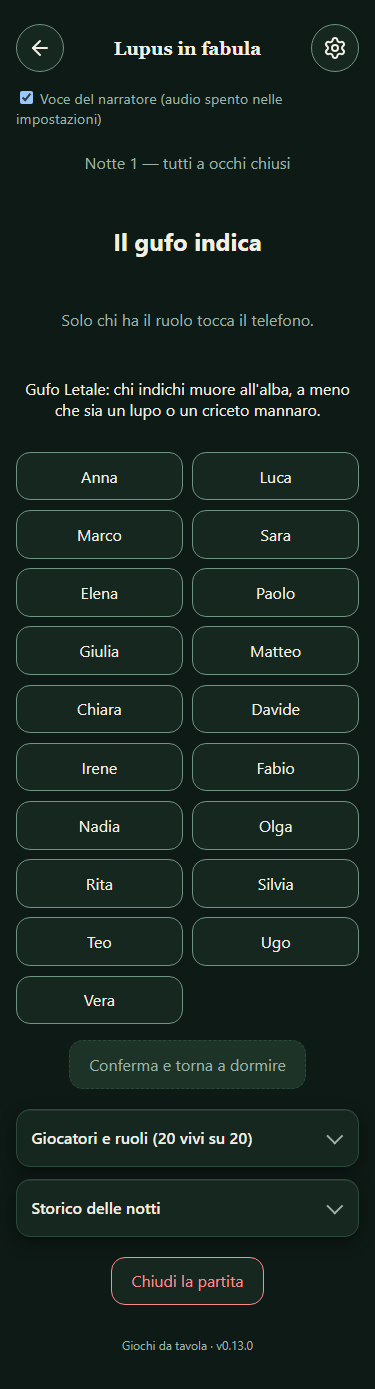 Lupus in fabula
Voce del narratore (audio spento nelle
impostazioni)
Notte 1 — tutti a occhi chiusi
Il gufo indica
Solo chi ha il ruolo tocca il telefono.
Gufo Letale: chi indichi muore all'alba, a meno
che sia un lupo o un criceto mannaro.
Anna
Luca
Marco
Sara
Elena
Paolo
Giulia
Matteo
Chiara
Davide
Irene
Fabio
Nadia
Olga
Rita
Silvia
Teo
Ugo
Vera
Conferma e torna a dormire
Giocatori e ruoli (20 vivi su 20)
Storico delle notti
Chiudi la partita
Giochi da tavola · v0.13.0